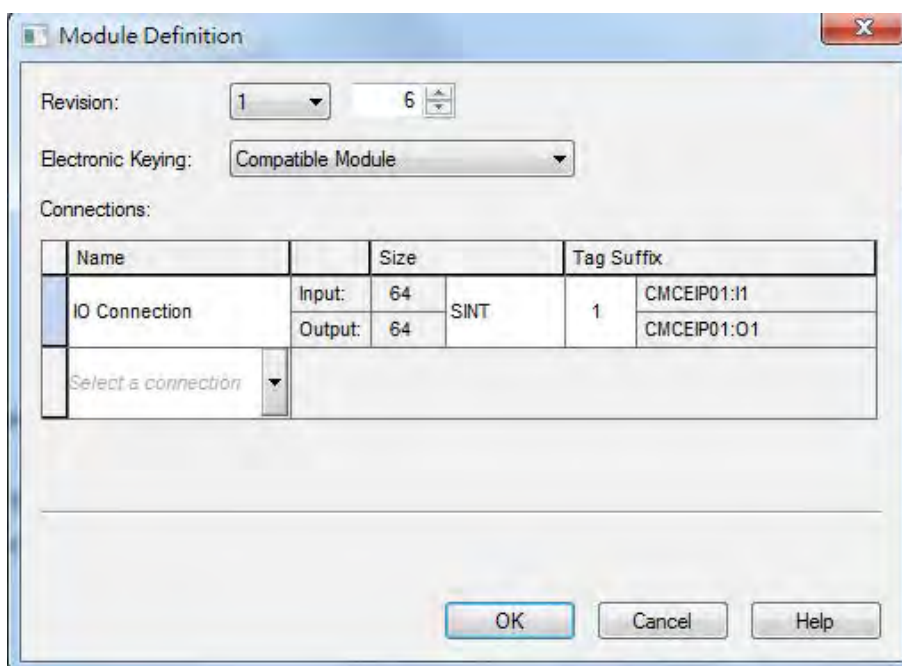 Module Definition
Revision: 1 6
Electronic Keying: Compatible Module
Connections:
Name Size Tag Suffix
IO Connection Input: 64 SINT 1 CMCEIP01:I1
Output: 64 CMCEIP01:O1
Select a connection
OK Cancel Help